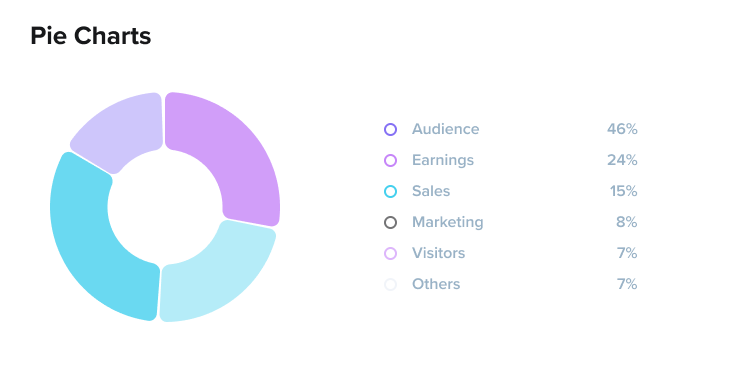 Pie Charts
Audience 46%
Earnings 24%
Sales 15%
Marketing 8%
Visitors 7%
Others 7%